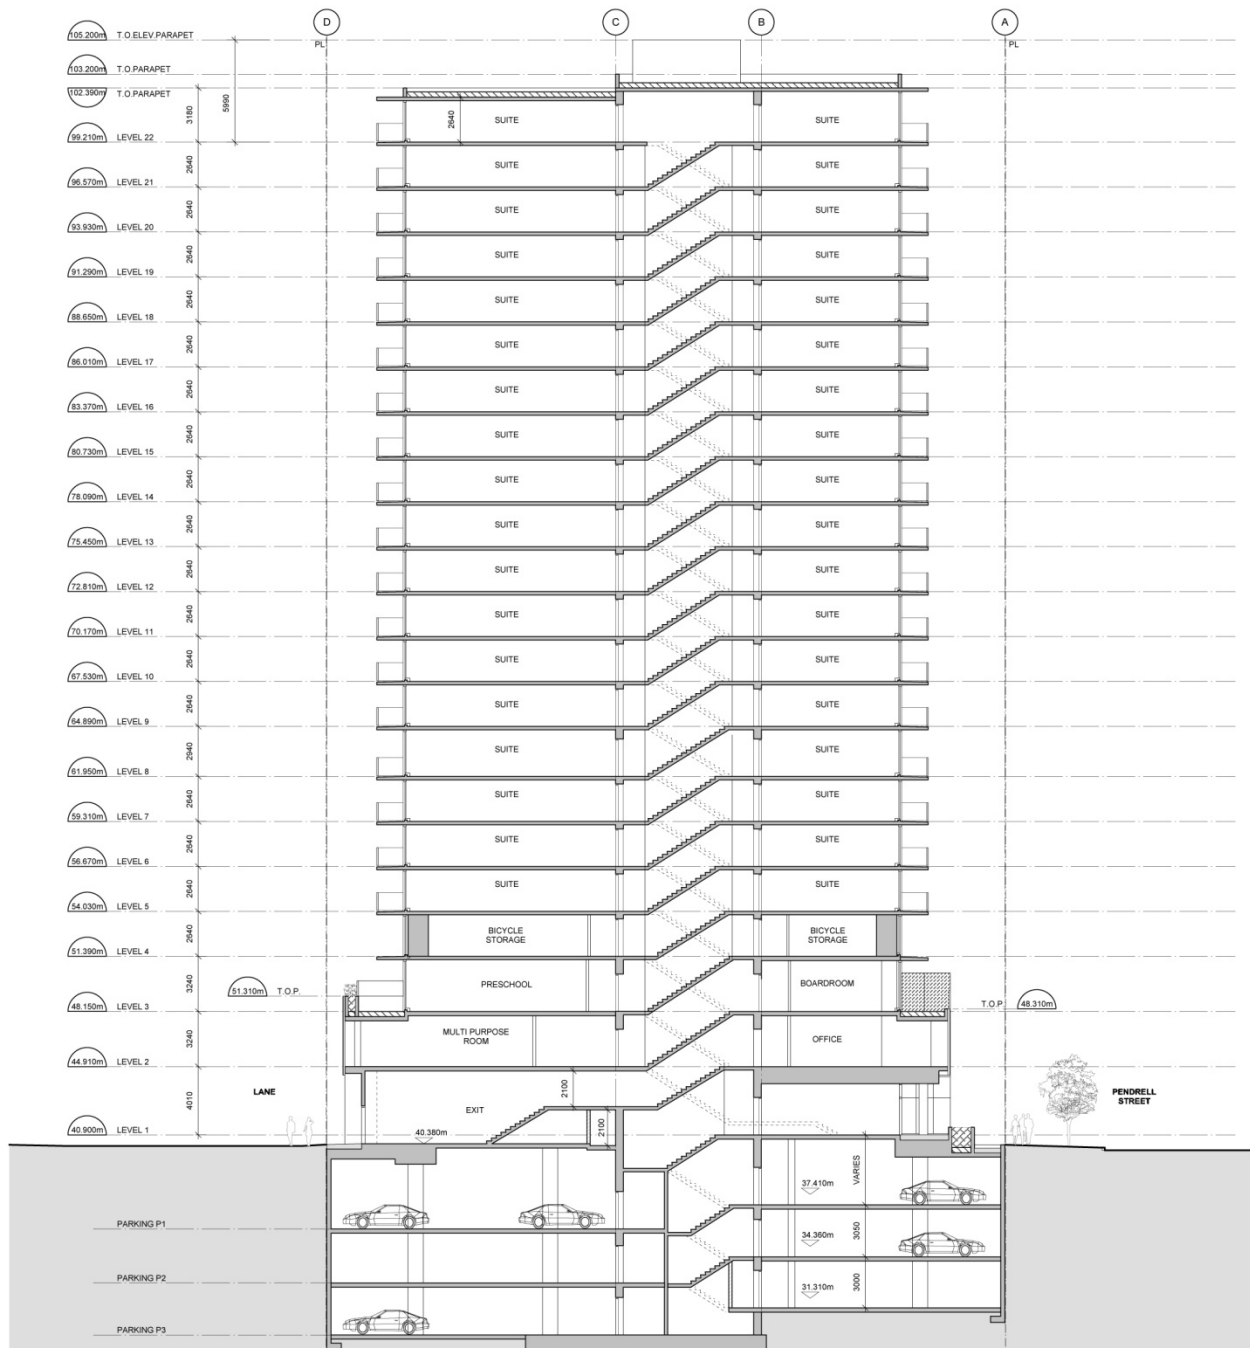 D
C
B
A
PL
PL
105.200m T.O.ELEV.PARAPET
103.200m T.O.PARAPET
102.390m T.O.PARAPET
5990
3180
2640
SUITE
SUITE
99.210m LEVEL 22
2640
SUITE
SUITE
96.570m LEVEL 21
2640
SUITE
SUITE
93.930m LEVEL 20
2640
SUITE
SUITE
91.290m LEVEL 19
2640
SUITE
SUITE
88.650m LEVEL 18
2640
SUITE
SUITE
86.010m LEVEL 17
2640
SUITE
SUITE
83.370m LEVEL 16
2640
SUITE
SUITE
80.730m LEVEL 15
2640
SUITE
SUITE
78.090m LEVEL 14
2640
SUITE
SUITE
75.450m LEVEL 13
2640
SUITE
SUITE
72.810m LEVEL 12
2640
SUITE
SUITE
70.170m LEVEL 11
2640
SUITE
SUITE
67.530m LEVEL 10
2640
SUITE
SUITE
64.890m LEVEL 9
2940
SUITE
SUITE
61.950m LEVEL 8
2640
SUITE
SUITE
59.310m LEVEL 7
2640
SUITE
SUITE
56.670m LEVEL 6
2640
SUITE
SUITE
54.030m LEVEL 5
2640
BICYCLE
STORAGE
BICYCLE
STORAGE
51.390m LEVEL 4
3240
PRESCHOOL
BOARDROOM
51.310m T.O.P.
T.O.P. 48.310m
48.150m LEVEL 3
3240
MULTI PURPOSE
ROOM
OFFICE
44.910m LEVEL 2
4010
2100
LANE
PENDRELL
STREET
EXIT
2100
40.900m LEVEL 1
40.380m
VARIES
37.410m
PARKING P1
3050
34.360m
PARKING P2
3000
31.310m
PARKING P3